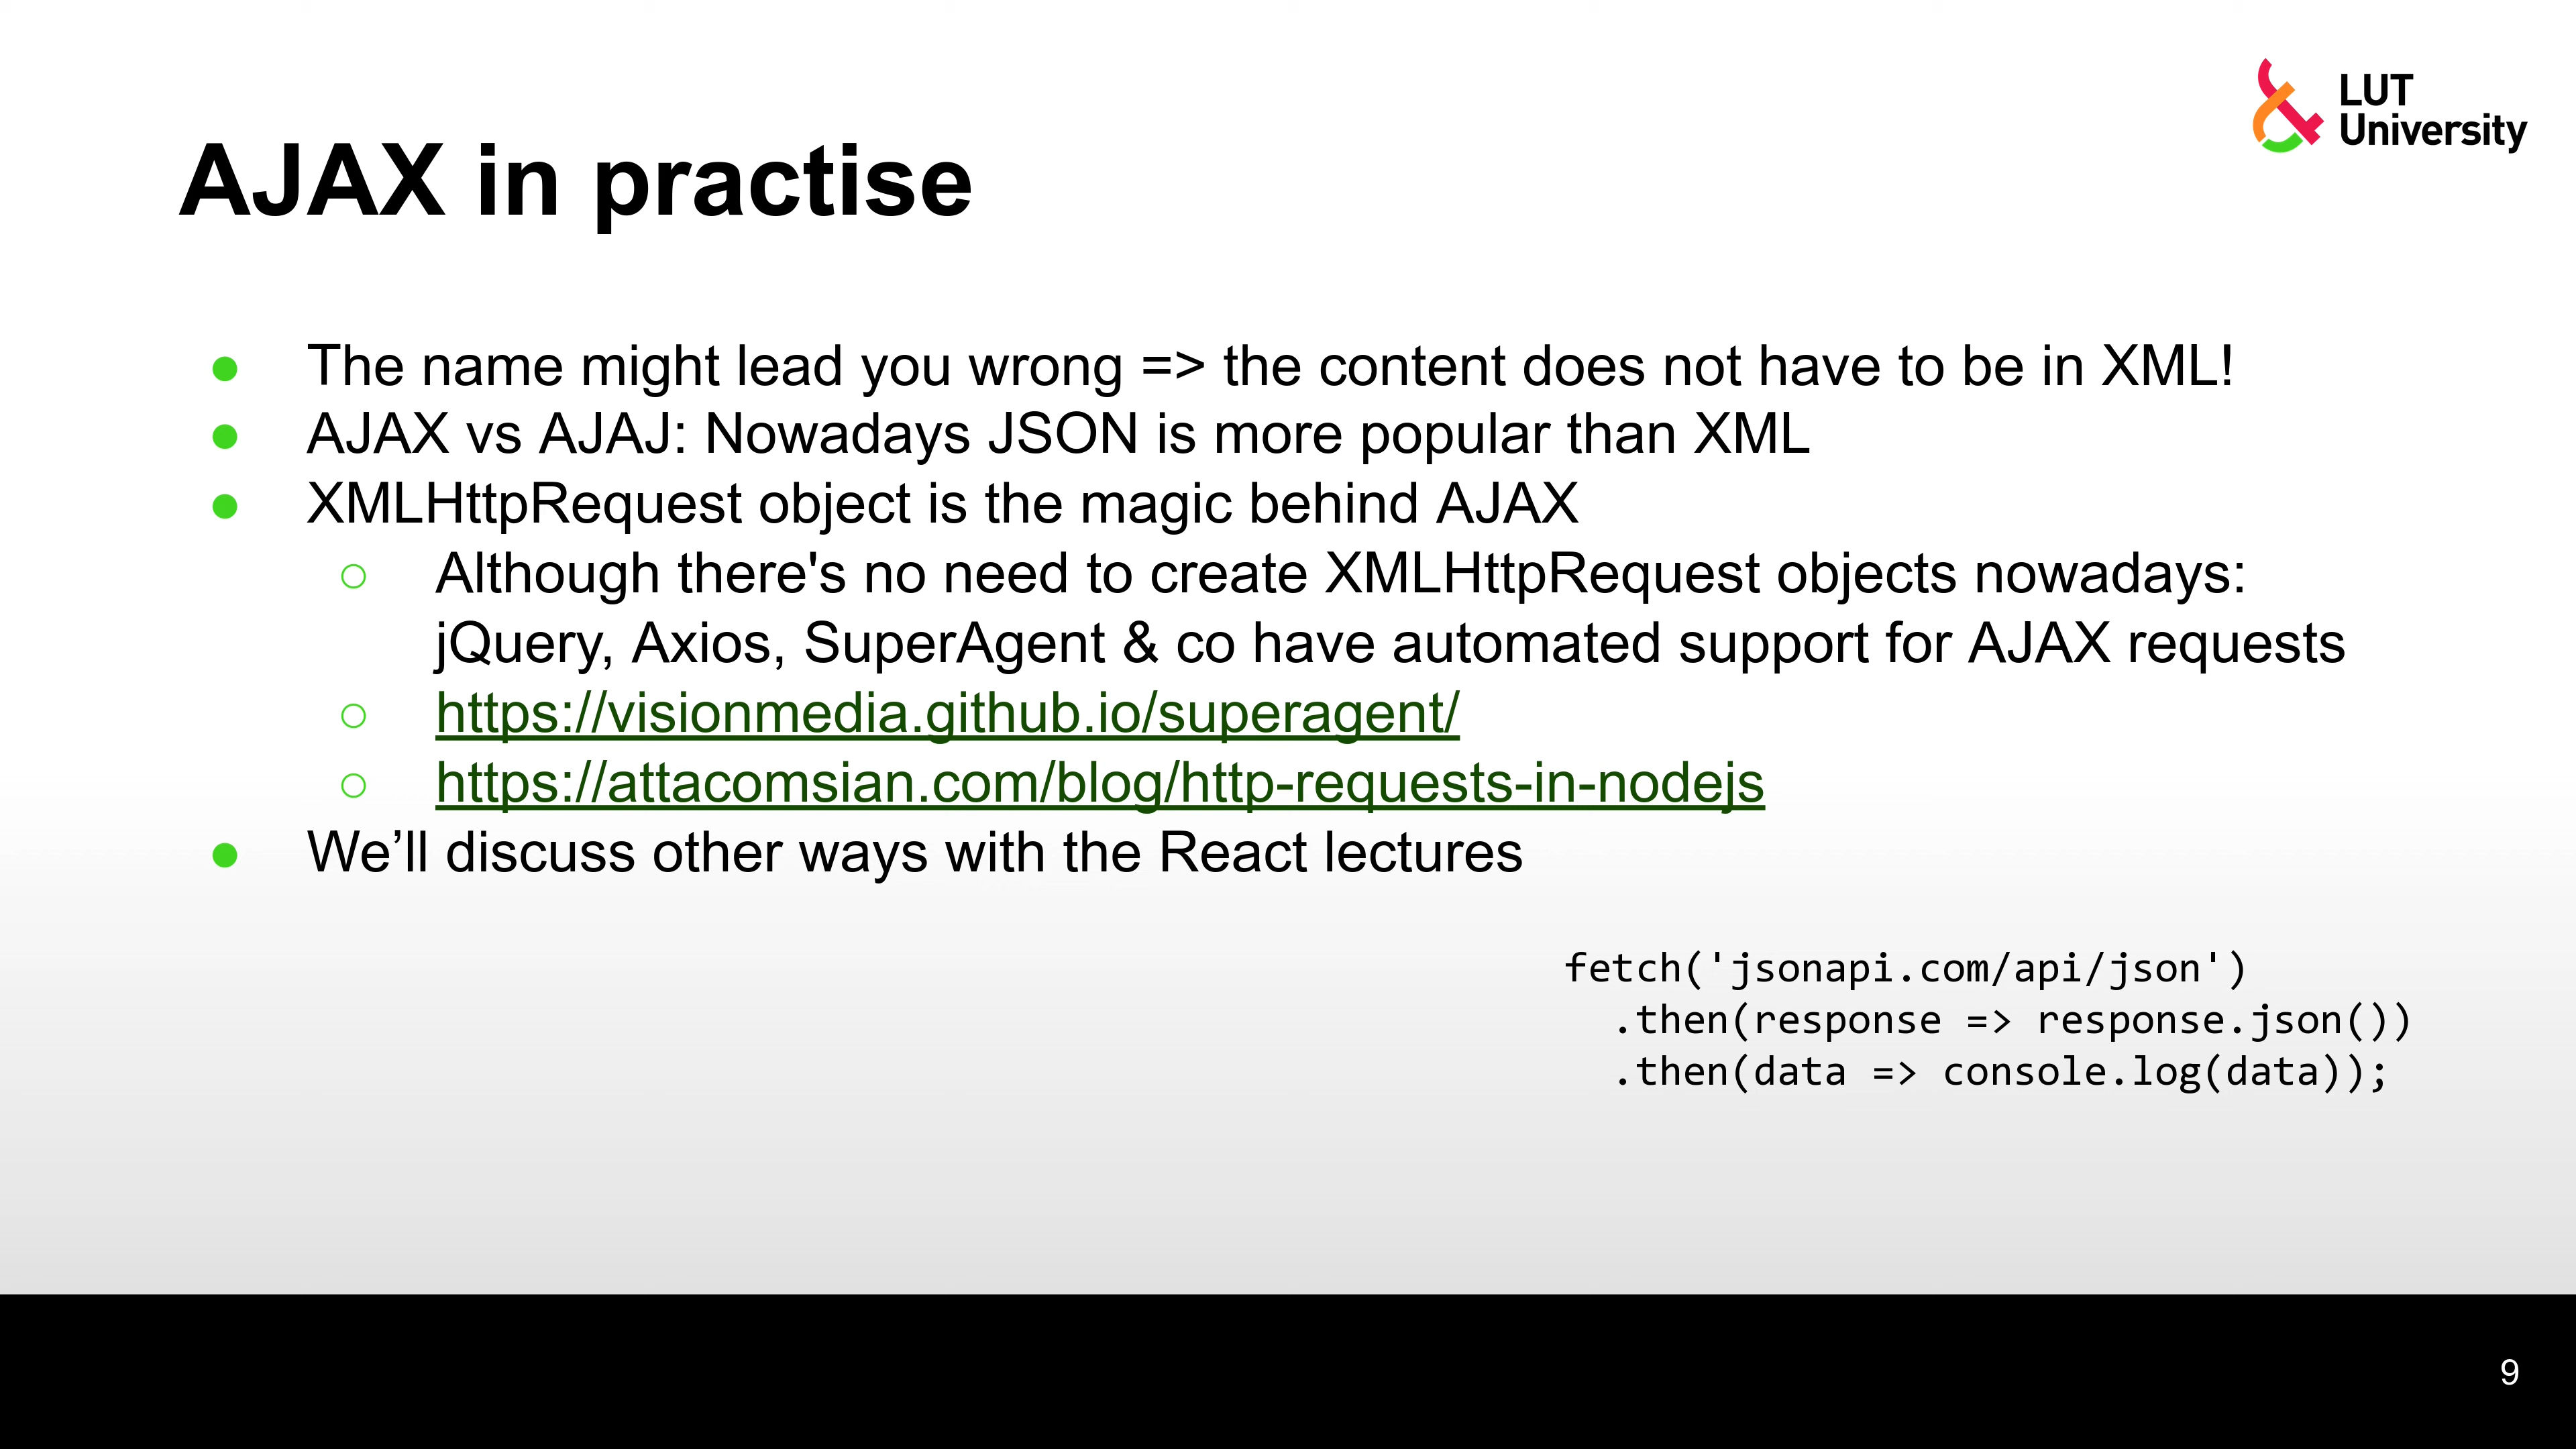 LUT
University
AJAX in practise
● The name might lead you wrong => the content does not have to be in XML!
● AJAX vs AJAJ: Nowadays JSON is more popular than XML
● XMLHttpRequest object is the magic behind AJAX
○ Although there's no need to create XMLHttpRequest objects nowadays:
jQuery, Axios, SuperAgent & co have automated support for AJAX requests
○ https://visionmedia.github.io/superagent/
○ https://attacomsian.com/blog/http-requests-in-nodejs
● We’ll discuss other ways with the React lectures
fetch('jsonapi.com/api/json')
  .then(response => response.json())
  .then(data => console.log(data));
9